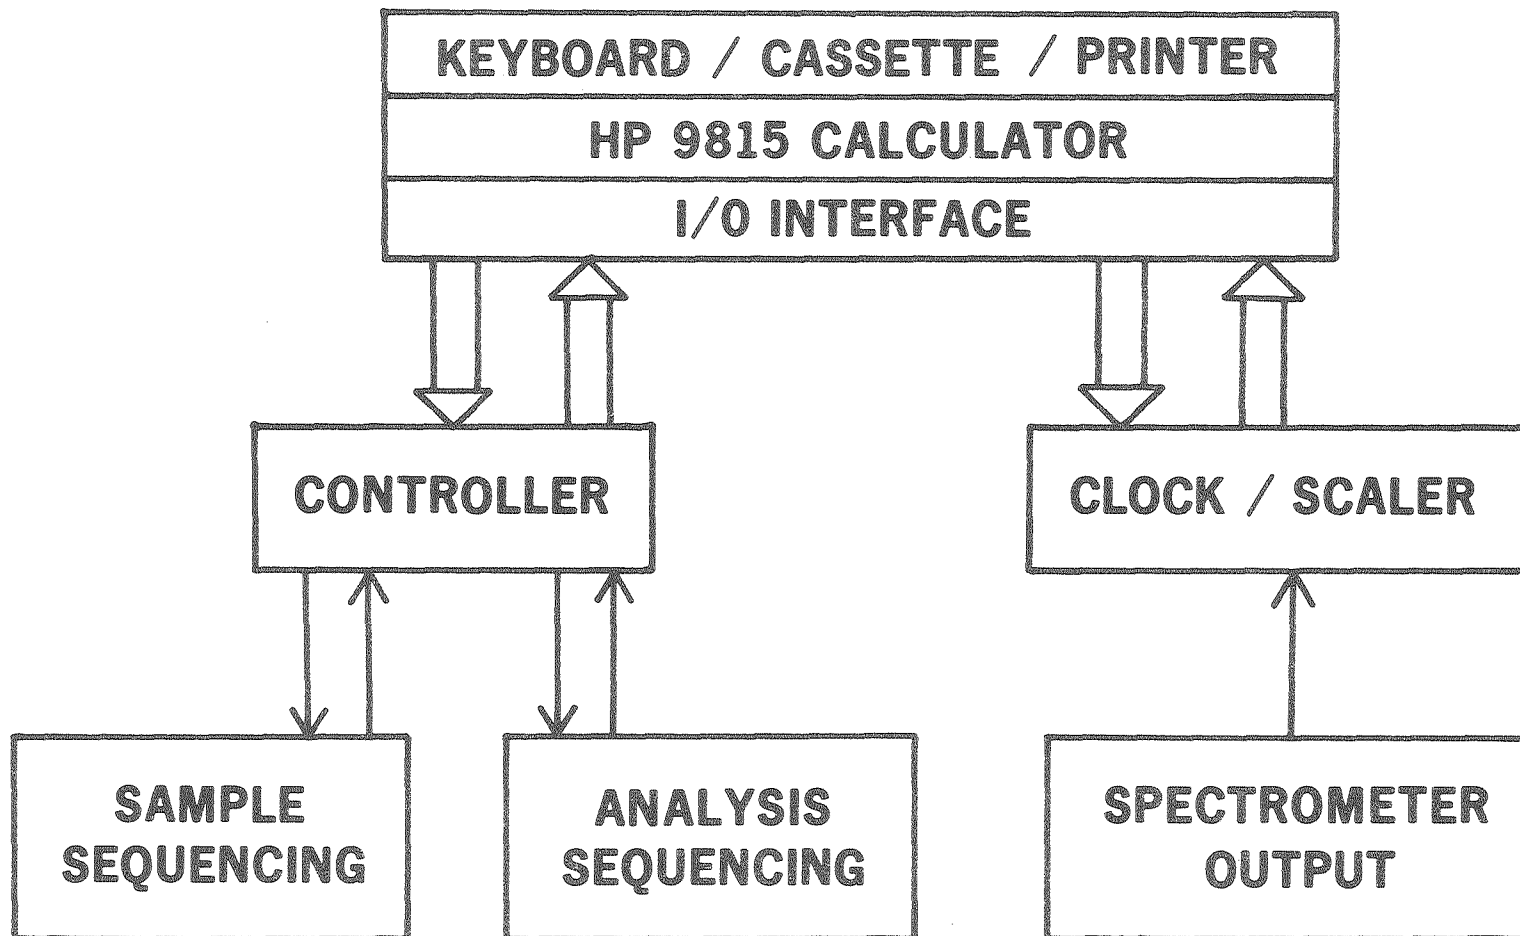 KEYBOARD / CASSETTE / PRINTER
HP 9815 CALCULATOR
I/O INTERFACE
CONTROLLER
CLOCK / SCALER
SAMPLE
SEQUENCING
ANALYSIS
SEQUENCING
SPECTROMETER
OUTPUT